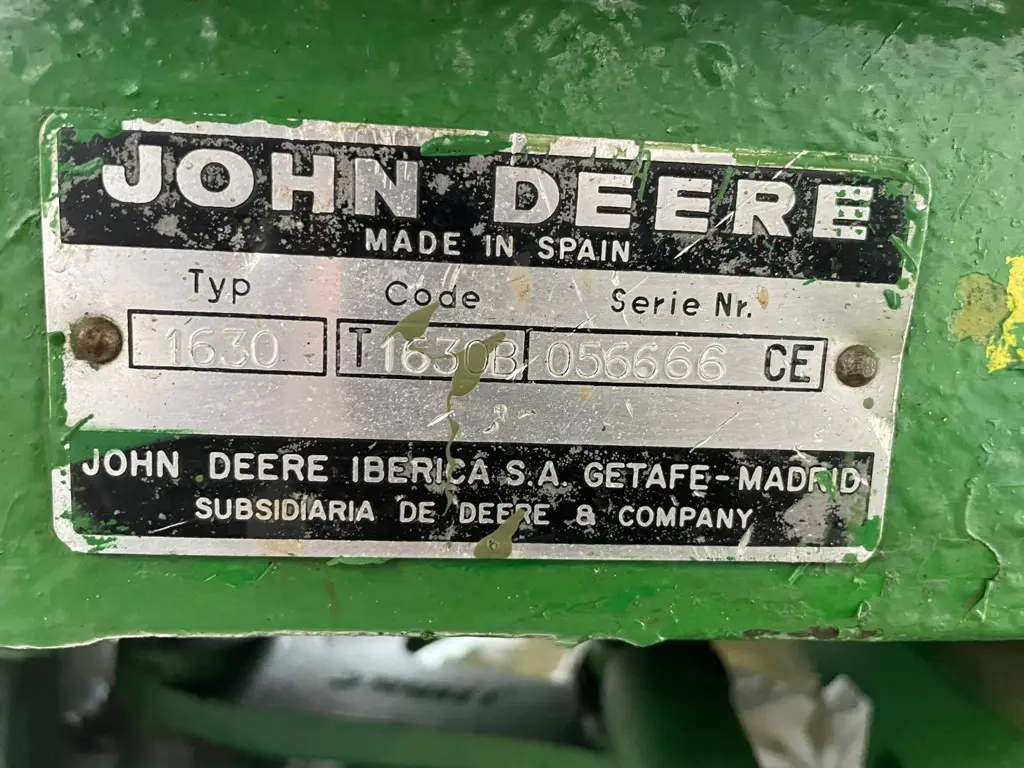 JOHN DEERE
MADE IN SPAIN
Typ Code Serie Nr.
1630 T 1630B 056666 CE
JOHN DEERE IBERICA S.A. GETAFE-MADRID
SUBSIDIARIA DE DEERE & COMPANY